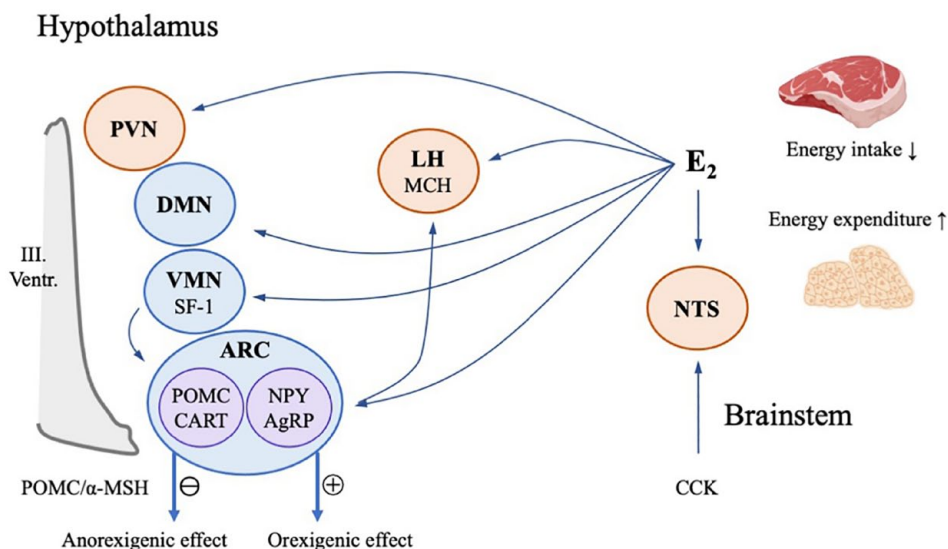 Hypothalamus
PVN
LH
MCH
E₂
Energy intake ↓
DMN
Energy expenditure ↑
III.
Ventr.
VMN
SF-1
NTS
ARC
POMC
CART
NPY
AgRP
Brainstem
POMC/α-MSH
⊖
⊕
CCK
Anorexigenic effect
Orexigenic effect